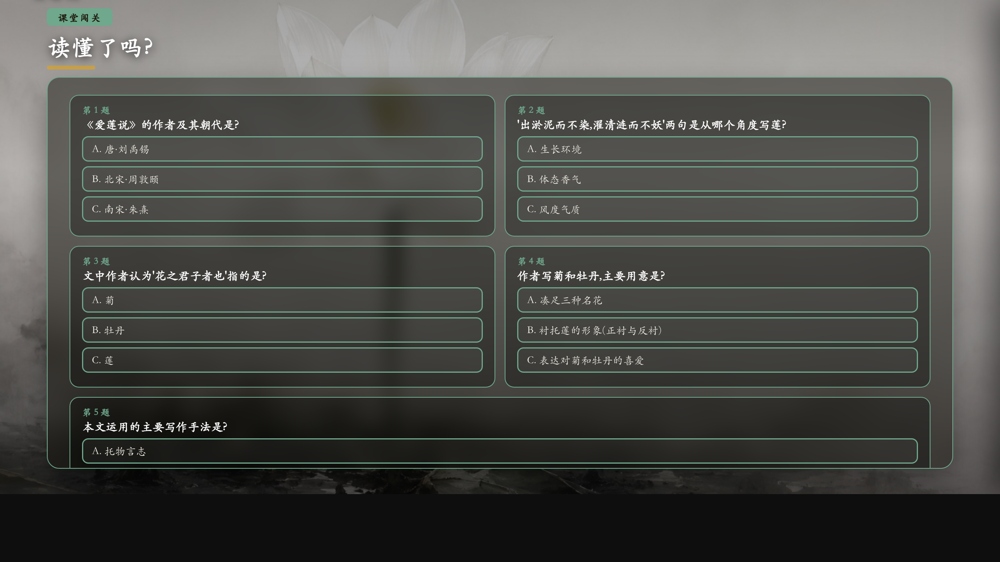 课堂闯关
读懂了吗?
第 1 题
《爱莲说》的作者及其朝代是?
A. 唐·刘禹锡
B. 北宋·周敦颐
C. 南宋·朱熹
第 2 题
'出淤泥而不染,濯清涟而不妖'两句是从哪个角度写莲?
A. 生长环境
B. 体态香气
C. 风度气质
第 3 题
文中作者认为'花之君子者也'指的是?
A. 菊
B. 牡丹
C. 莲
第 4 题
作者写菊和牡丹,主要用意是?
A. 凑足三种名花
B. 衬托莲的形象(正衬与反衬)
C. 表达对菊和牡丹的喜爱
第 5 题
本文运用的主要写作手法是?
A. 托物言志